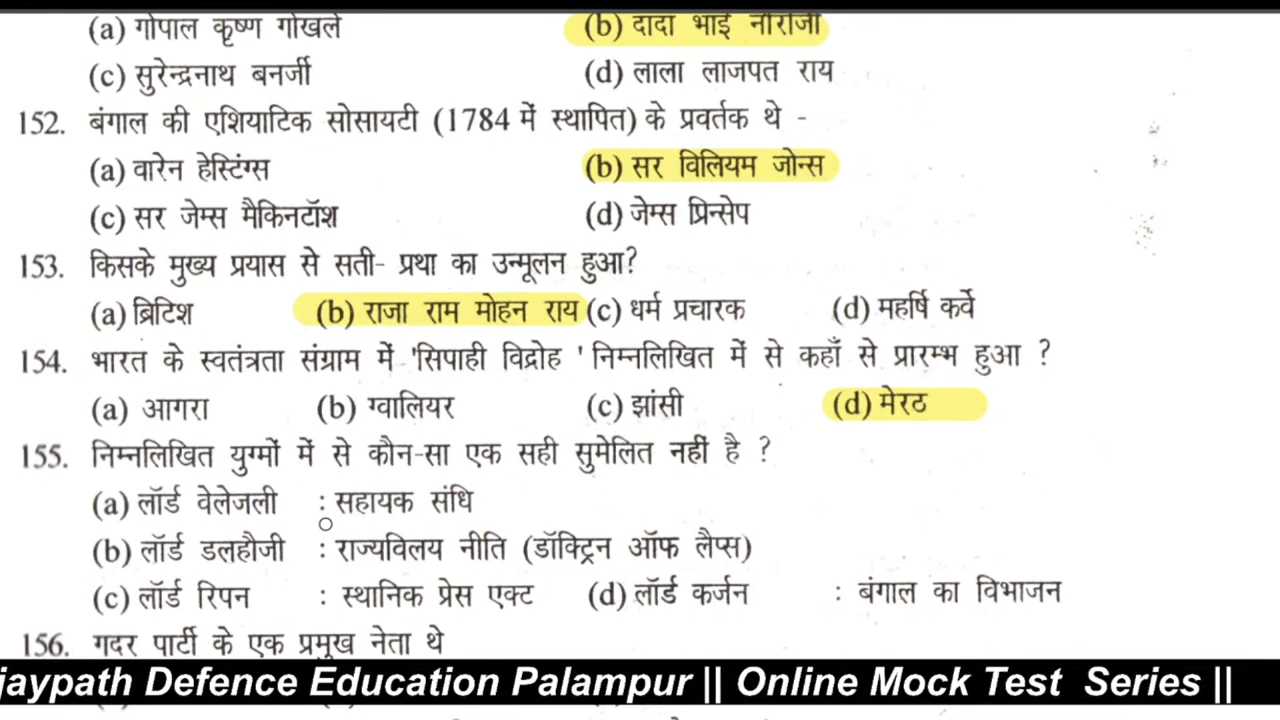 (a) गोपाल कृष्ण गोखले (b) दादा भाई नौरोजी
(c) सुरेन्द्रनाथ बनर्जी (d) लाला लाजपत राय
152. बंगाल की एशियाटिक सोसायटी (1784 में स्थापित) के प्रवर्तक थे -
(a) वारेन हेस्टिंग्स (b) सर विलियम जोन्स
(c) सर जेम्स मैकिनटॉश (d) जेम्स प्रिन्सेप
153. किसके मुख्य प्रयास से सती- प्रथा का उन्मूलन हुआ?
(a) ब्रिटिश (b) राजा राम मोहन राय (c) धर्म प्रचारक (d) महर्षि कर्वे
154. भारत के स्वतंत्रता संग्राम में 'सिपाही विद्रोह ' निम्नलिखित में से कहाँ से प्रारम्भ हुआ ?
(a) आगरा (b) ग्वालियर (c) झांसी (d) मेरठ
155. निम्नलिखित युग्मों में से कौन-सा एक सही सुमेलित नहीं है ?
(a) लॉर्ड वेलेजली : सहायक संधि
(b) लॉर्ड डलहौजी : राज्यविलय नीति (डॉक्ट्रिन ऑफ लैप्स)
(c) लॉर्ड रिपन : स्थानिक प्रेस एक्ट (d) लॉर्ड कर्जन : बंगाल का विभाजन
156. गदर पार्टी के एक प्रमुख नेता थे
jaypath Defence Education Palampur || Online Mock Test Series ||